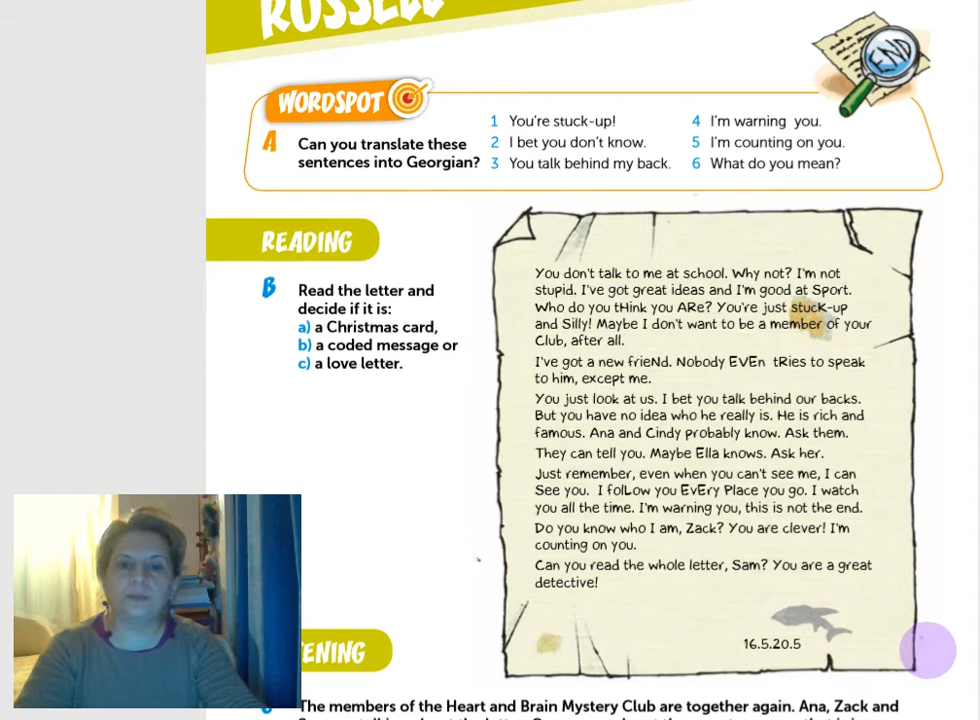 RUSSELL
END
WORDSPOT
A Can you translate these
sentences into Georgian?
1 You're stuck-up!
2 I bet you don't know.
3 You talk behind my back.
4 I'm warning you.
5 I'm counting on you.
6 What do you mean?
READING
B Read the letter and
decide if it is:
a) a Christmas card,
b) a coded message or
c) a love letter.
You don't talk to me at school. Why not? I'm not
stupid. I've got great ideas and I'm good at Sport.
Who do you tHink you ARe? You're just stucK-up
and Silly! Maybe I don't want to be a member of your
Club, after all.
I've got a new frieNd. Nobody EVEn tRies to speak
to him, except me.
You just look at us. I bet you talk behind our backs.
But you have no idea who he really is. He is rich and
famous. Ana and Cindy probably know. Ask them.
They can tell you. Maybe Ella knows. Ask her.
Just remember, even when you can't see me, I can
See you. I folLow you EvEry Place you go. I watch
you all the time. I'm warning you, this is not the end.
Do you know who I am, Zack? You are clever! I'm
counting on you.
Can you read the whole letter, Sam? You are a great
detective!
16.5.20.5
ENING
The members of the Heart and Brain Mystery Club are together again. Ana, Zack and